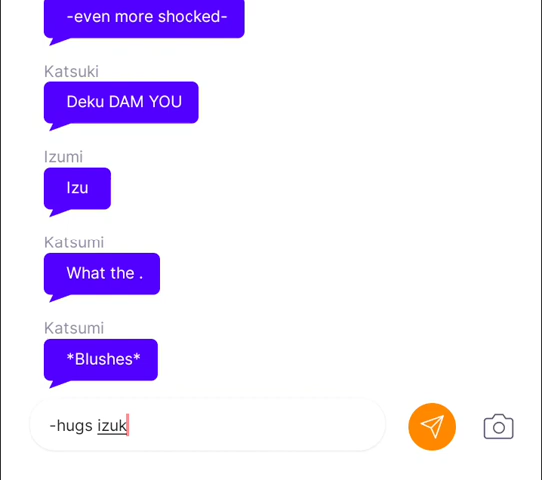 -even more shocked-
Katsuki
Deku DAM YOU
Izumi
Izu
Katsumi
What the .
Katsumi
*Blushes*
-hugs izuk